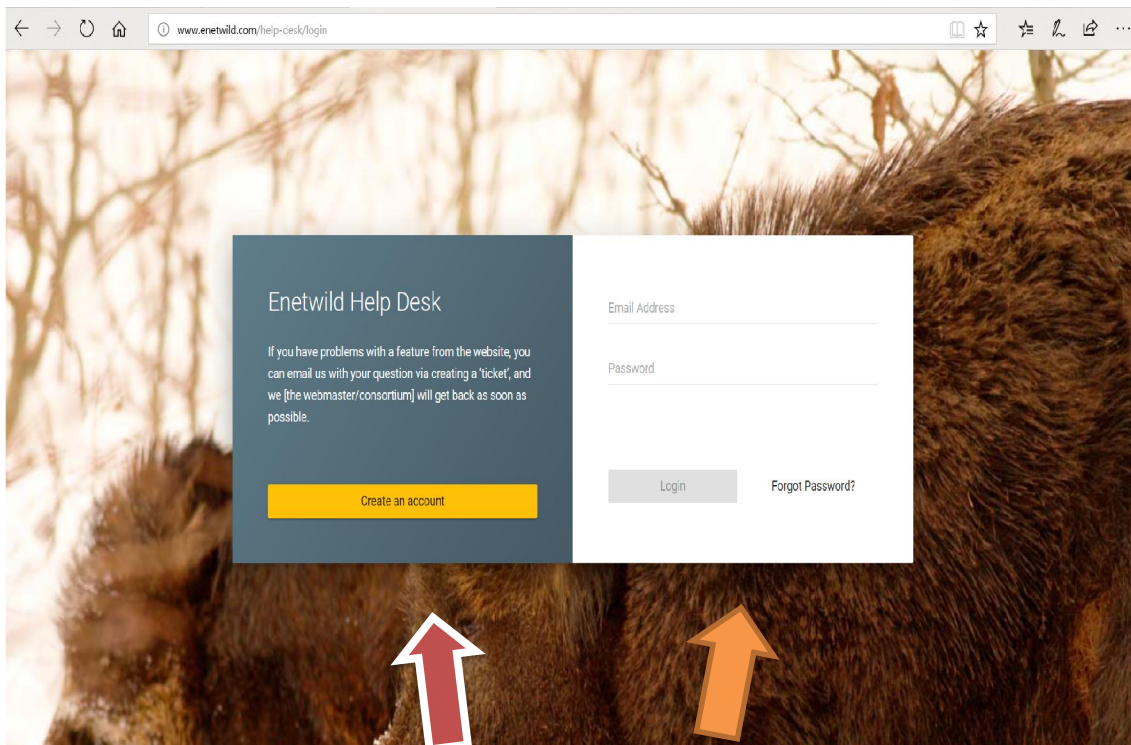 www.enetwild.com/help-desk/login
Enetwild Help Desk
If you have problems with a feature from the website, you
can email us with your question via creating a 'ticket', and
we [the webmaster/consortium] will get back as soon as
possible.
Create an account
Email Address
Password
Login Forgot Password?